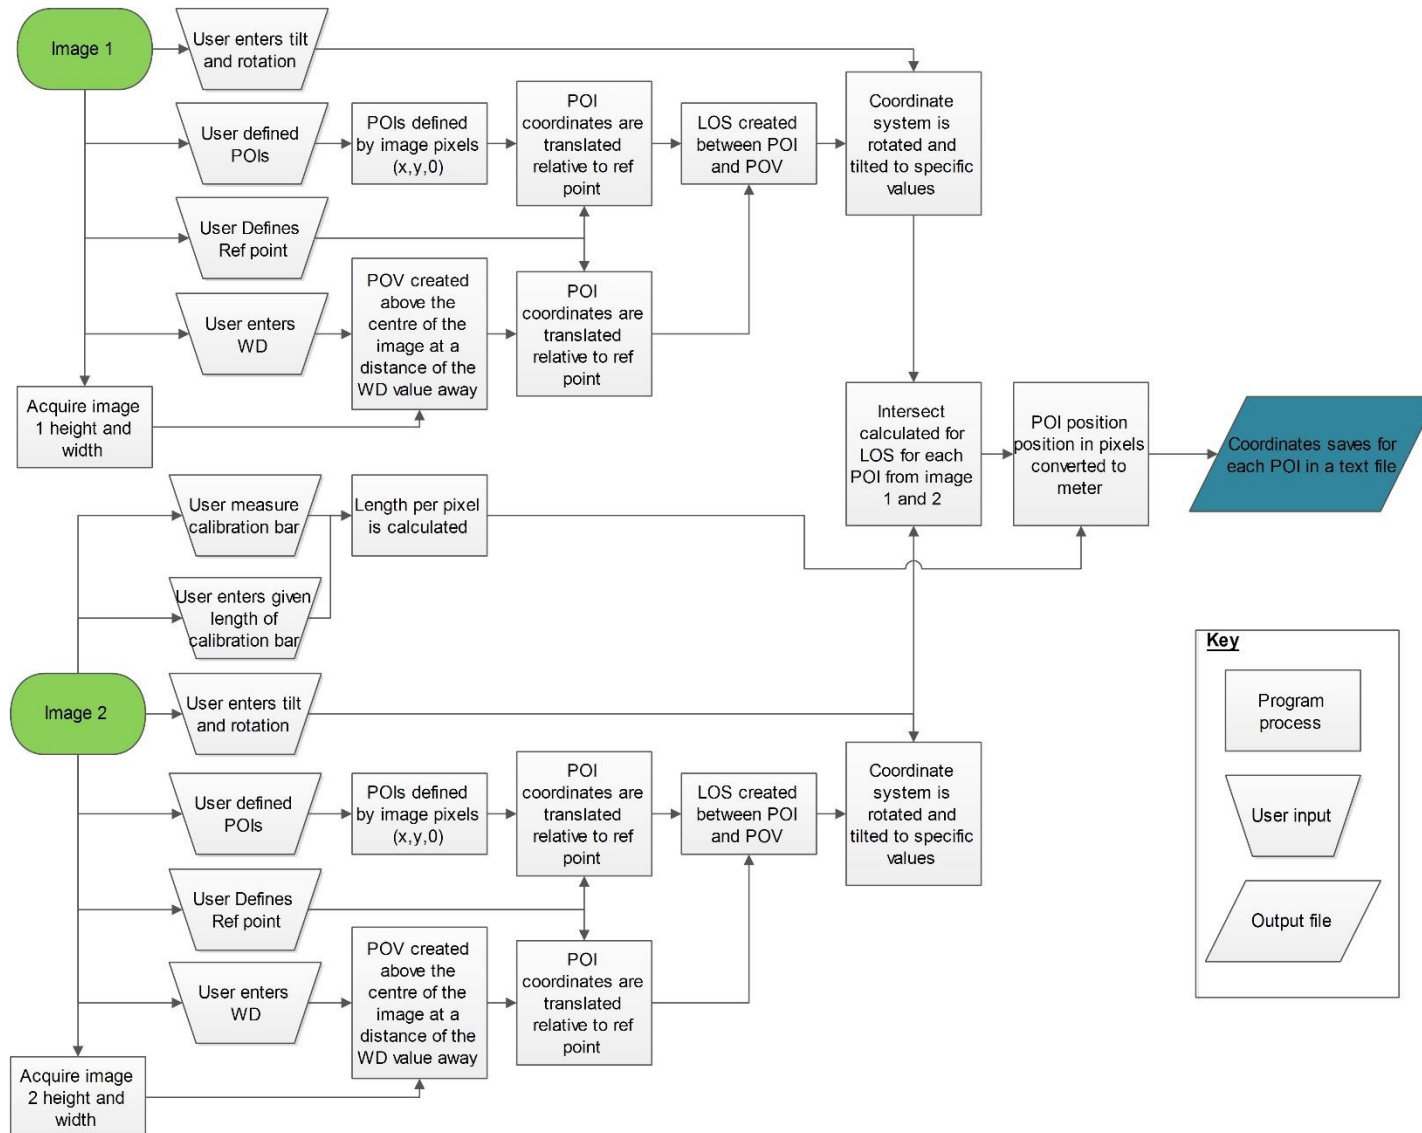 Image 1
User enters tilt
and rotation
User defined
POIs
POIs defined
by image pixels
(x,y,0)
POI
coordinates are
translated
relative to ref
point
LOS created
between POI
and POV
Coordinate
system is
rotated and
tilted to specific
values
User Defines
Ref point
User enters
WD
POV created
above the
centre of the
image at a
distance of the
WD value away
POI
coordinates are
translated
relative to ref
point
Acquire image
1 height and
width
Intersect
calculated for
LOS for each
POI from image
1 and 2
POI position
position in pixels
converted to
meter
Coordinates saves for
each POI in a text file
User measure
calibration bar
Length per pixel
is calculated
User enters given
length of
calibration bar
Image 2
User enters tilt
and rotation
User defined
POIs
POIs defined
by image pixels
(x,y,0)
POI
coordinates are
translated
relative to ref
point
LOS created
between POI
and POV
Coordinate
system is
rotated and
tilted to specific
values
User Defines
Ref point
User enters
WD
POV created
above the
centre of the
image at a
distance of the
WD value away
POI
coordinates are
translated
relative to ref
point
Acquire image
2 height and
width
Key
Program
process
User input
Output file